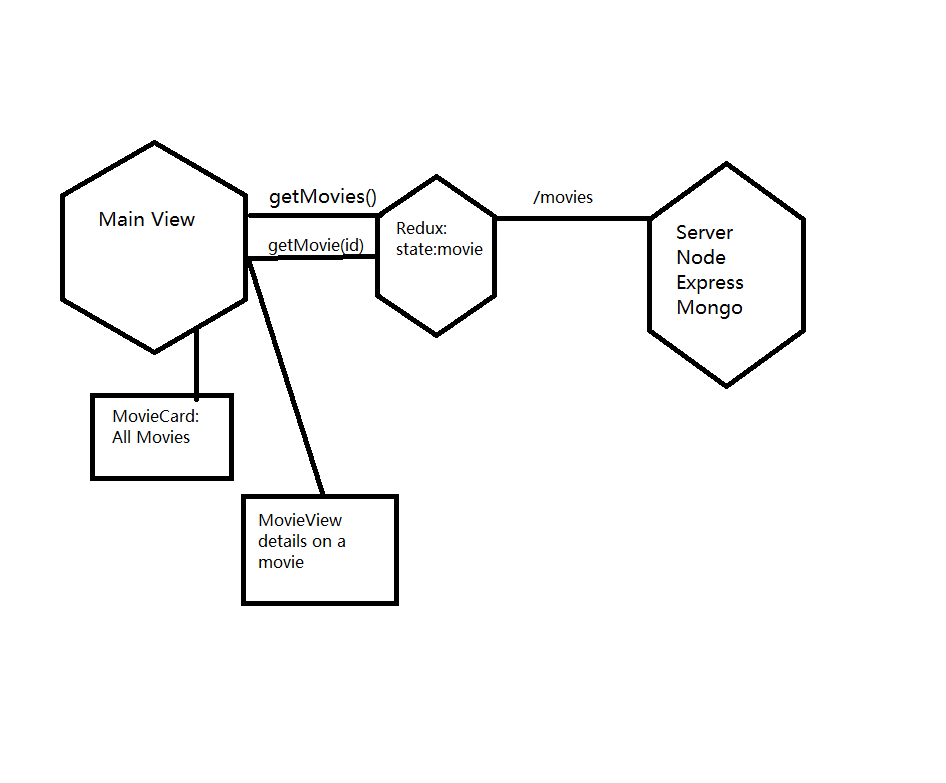 Main View
getMovies()
getMovie(id)
Redux:
state:movie
/movies
Server
Node
Express
Mongo
MovieCard:
All Movies
MovieView
details on a
movie